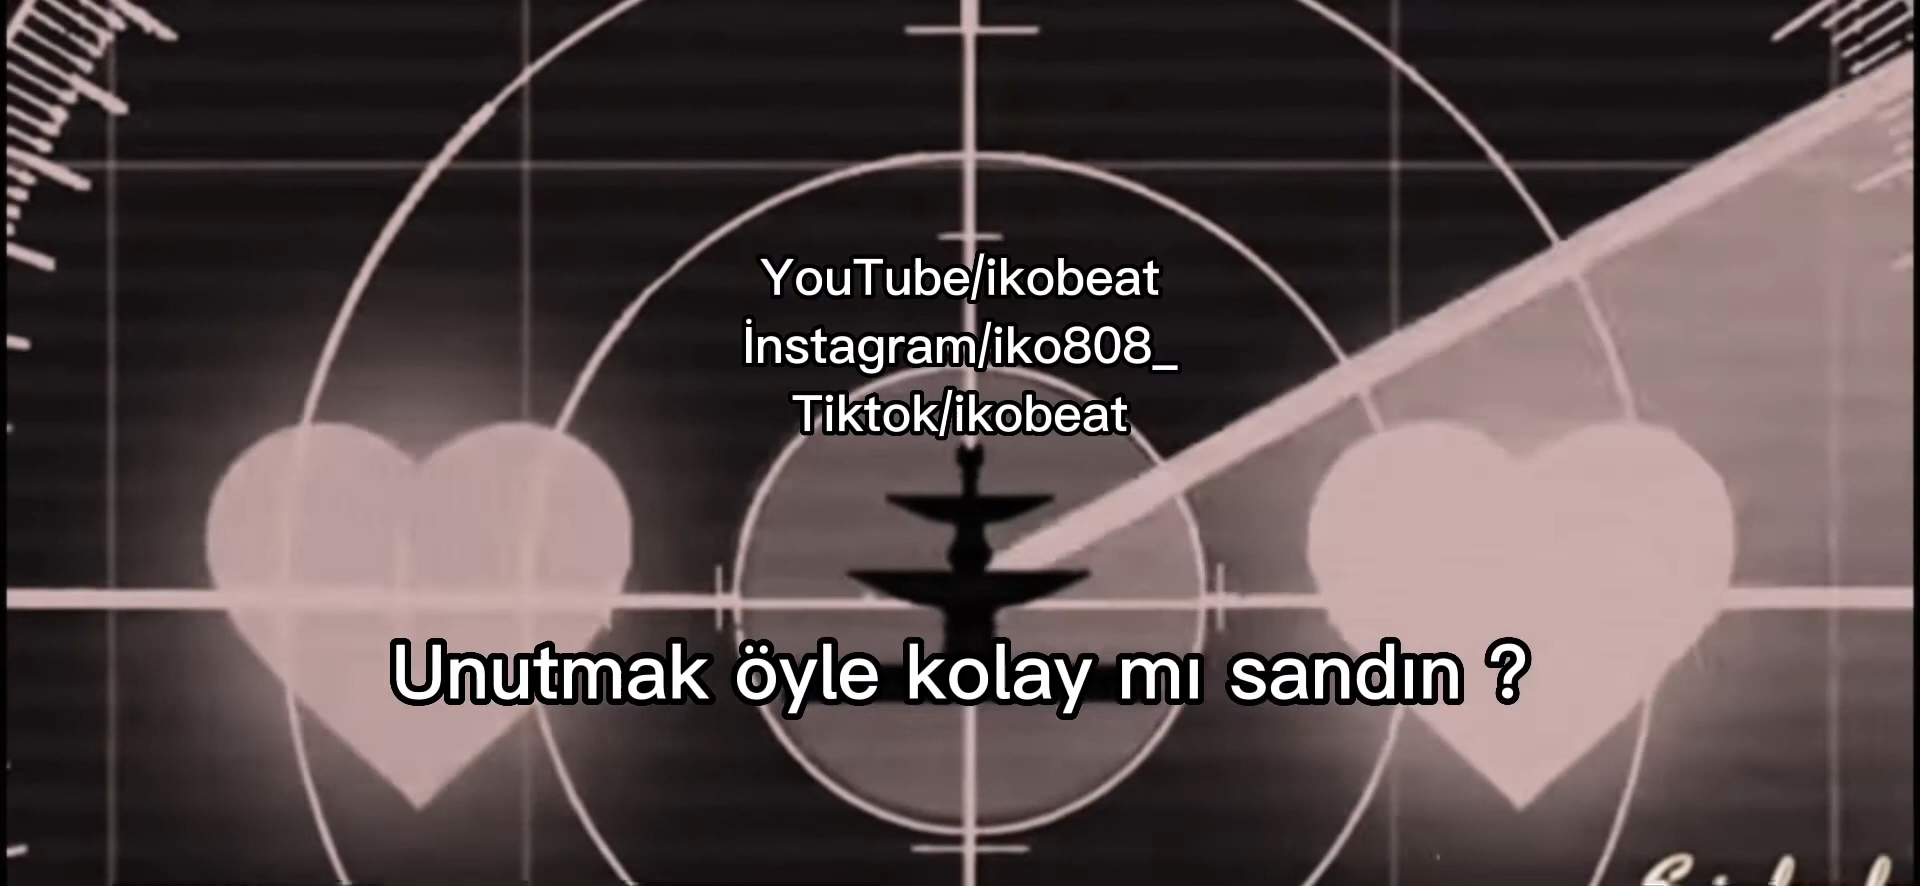 YouTube/ikobeat
İnstagram/iko808_
Tiktok/ikobeat
Unutmak öyle kolay mı sandın ?